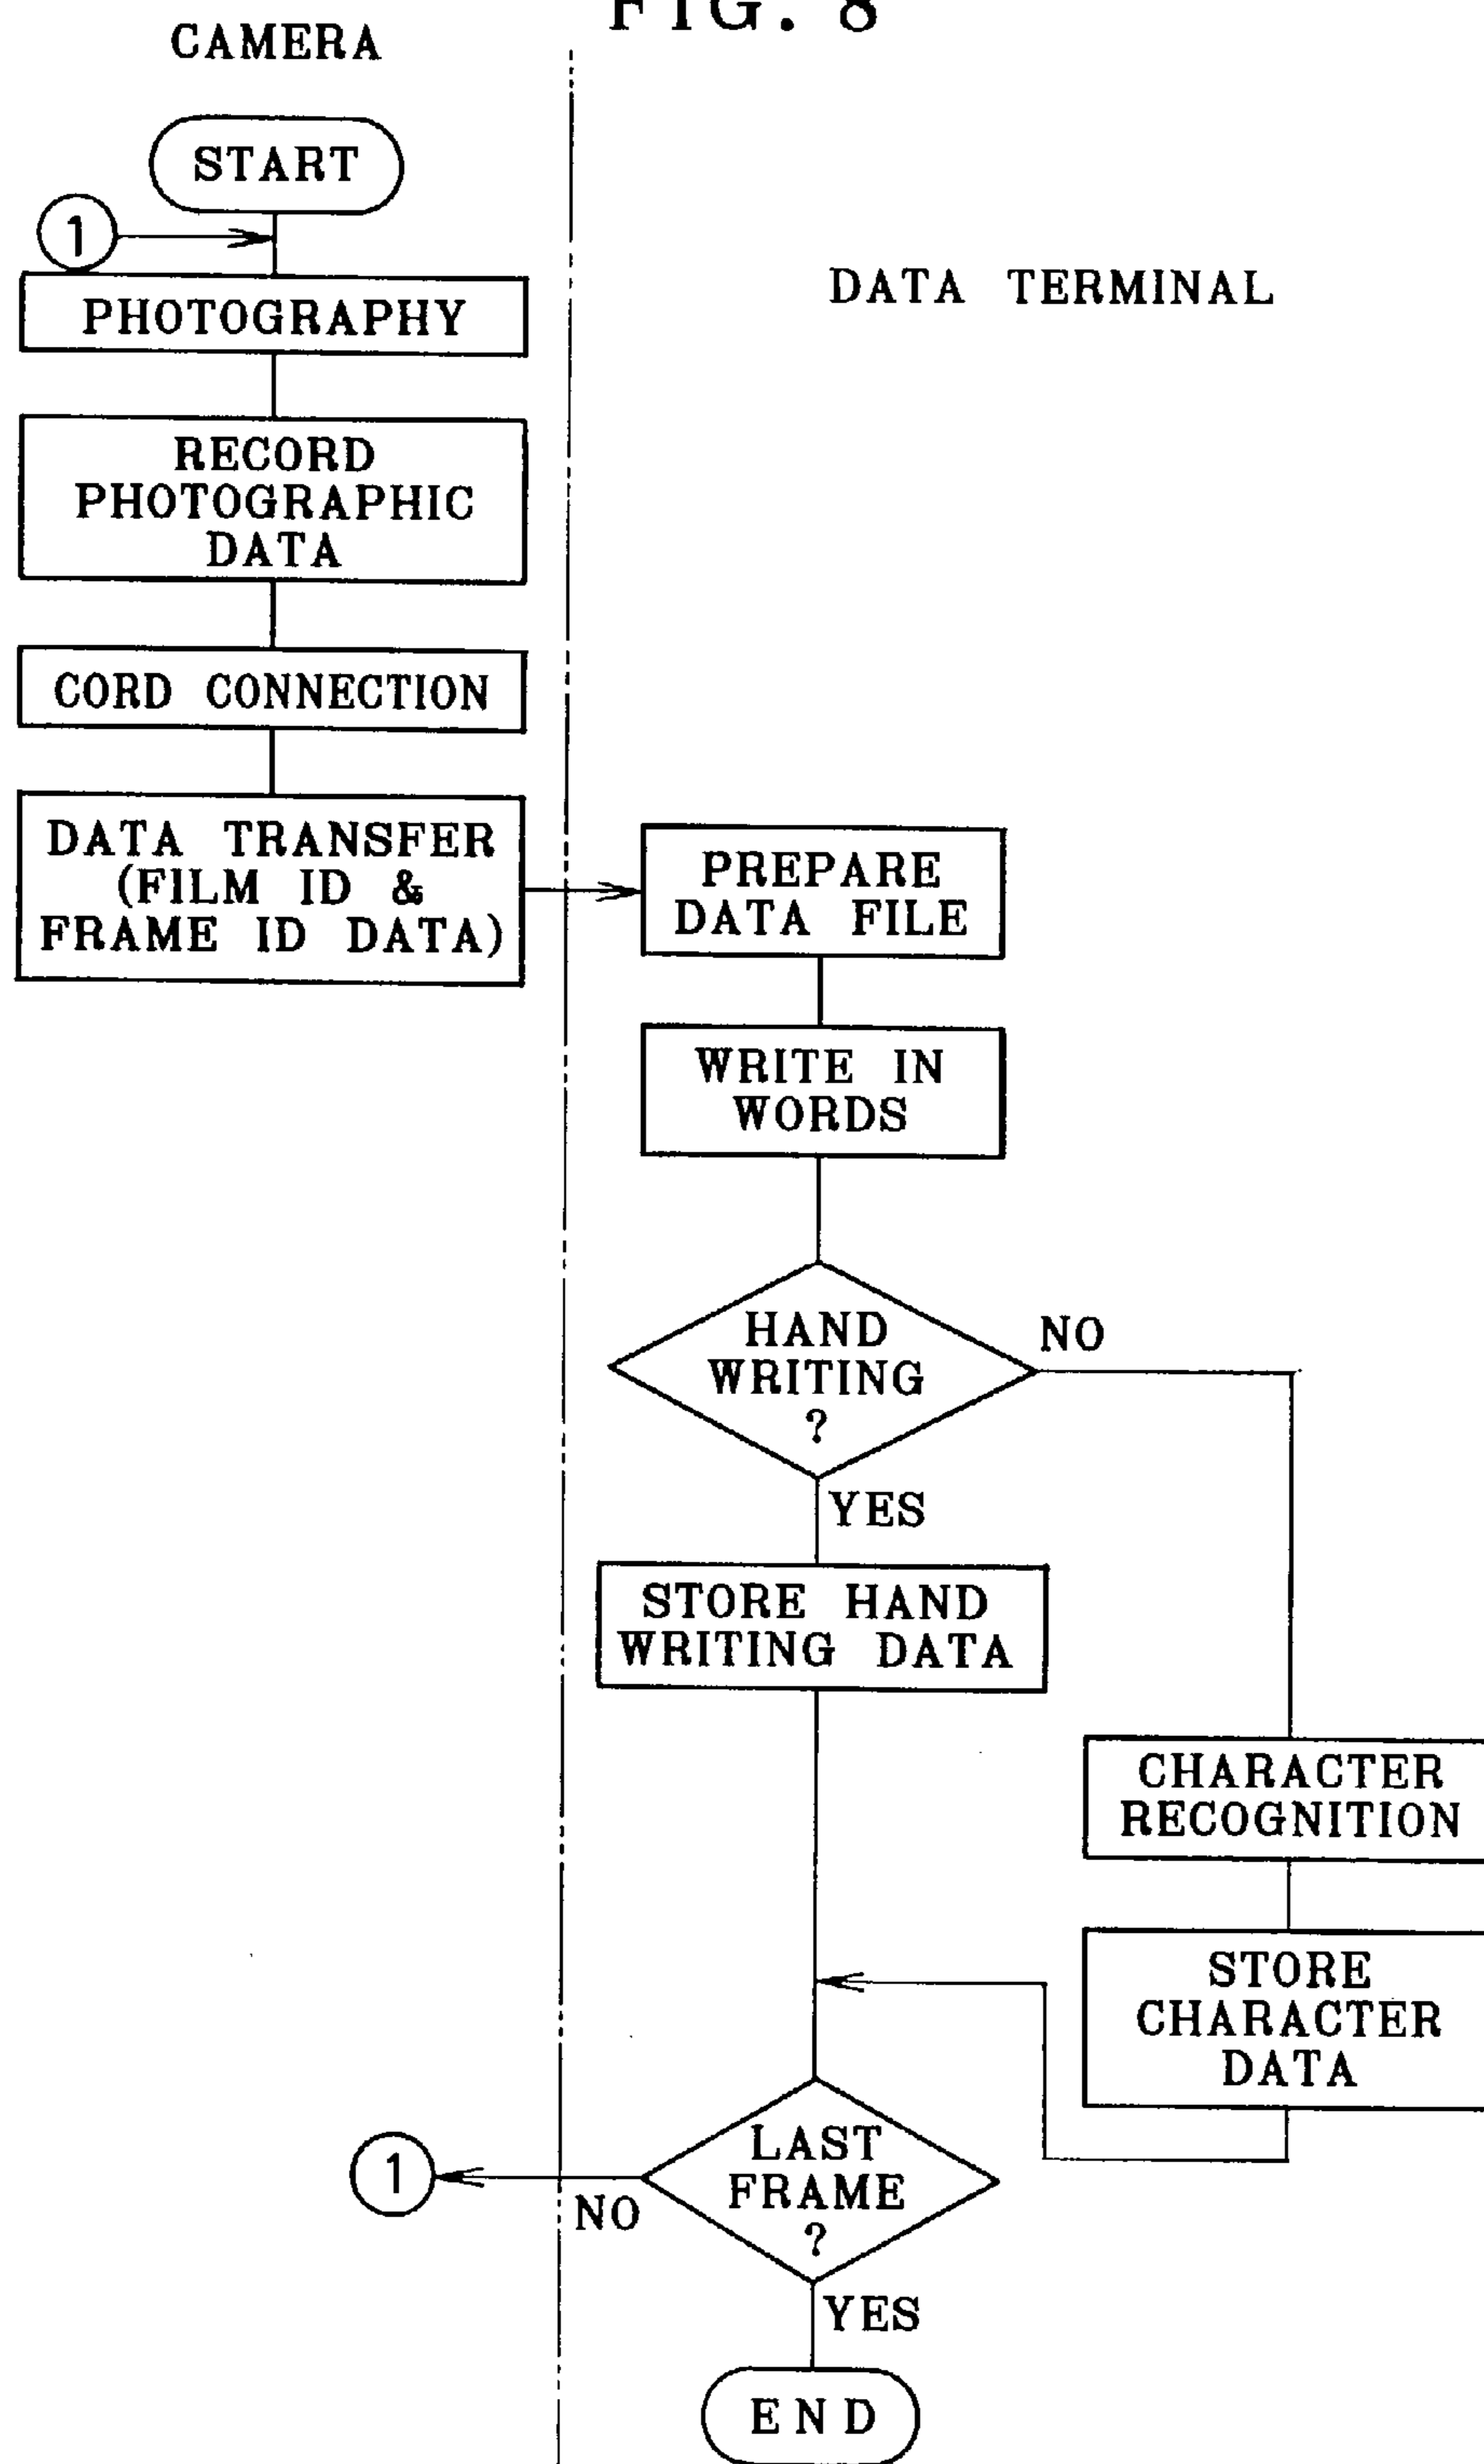 FIG. 8
CAMERA
START
1
DATA TERMINAL
PHOTOGRAPHY
RECORD
PHOTOGRAPHIC
DATA
CORD CONNECTION
DATA TRANSFER
(FILM ID &
FRAME ID DATA)
PREPARE
DATA FILE
WRITE IN
WORDS
HAND
WRITING
?
NO
YES
STORE HAND
WRITING DATA
CHARACTER
RECOGNITION
STORE
CHARACTER
DATA
LAST
FRAME
?
1
NO
YES
END